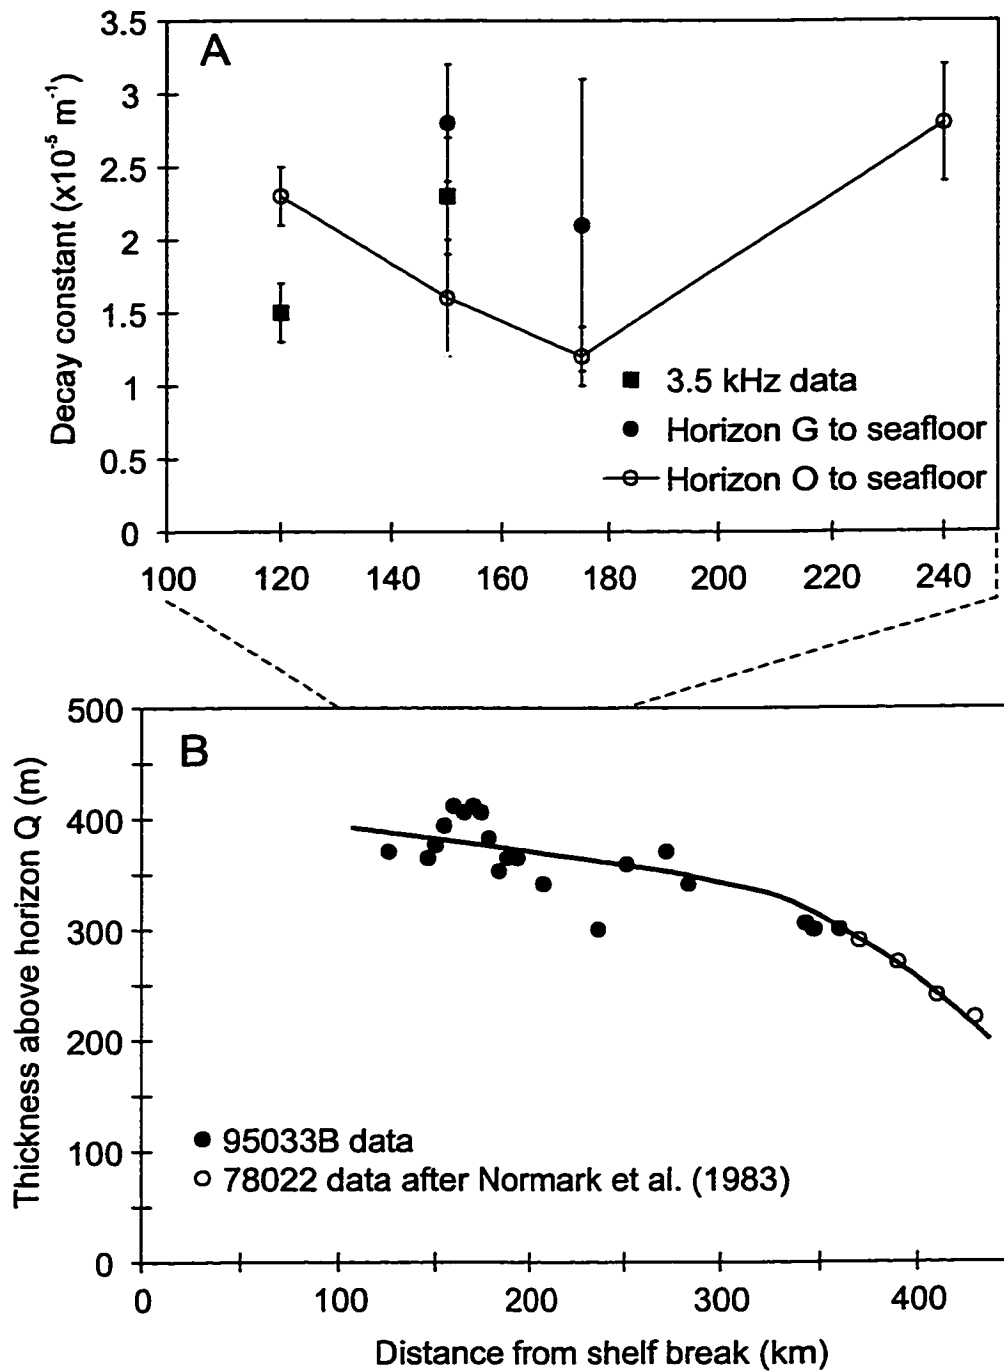 3.5
A
3
2.5
2
1.5
1
0.5
0
Decay constant (x10⁻⁵ m⁻¹)
3.5 kHz data
Horizon G to seafloor
Horizon O to seafloor
100 120 140 160 180 200 220 240
500
B
400
300
200
100
0
Thickness above horizon Q (m)
95033B data
78022 data after Normark et al. (1983)
0 100 200 300 400
Distance from shelf break (km)